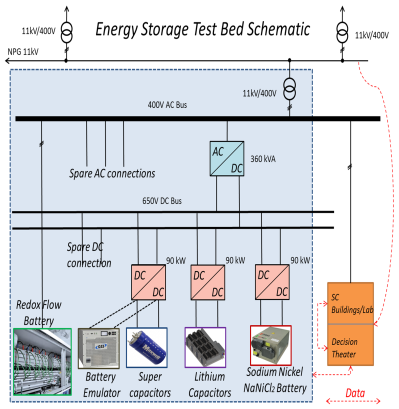 Energy Storage Test Bed Schematic
11kV/400V
11kV/400V
NPG 11kV
11kV/400V
400V AC Bus
AC
DC
360 kVA
Spare AC connections
650V DC Bus
Spare DC
connection
DC
DC
90 kW
DC
DC
90 kW
DC
DC
90 kW
Redox Flow
Battery
SC
Buildings/Lab
Decision
Theater
Battery
Emulator
Super
capacitors
Lithium
Capacitors
Sodium Nickel
NaNiCl₂ Battery
Data